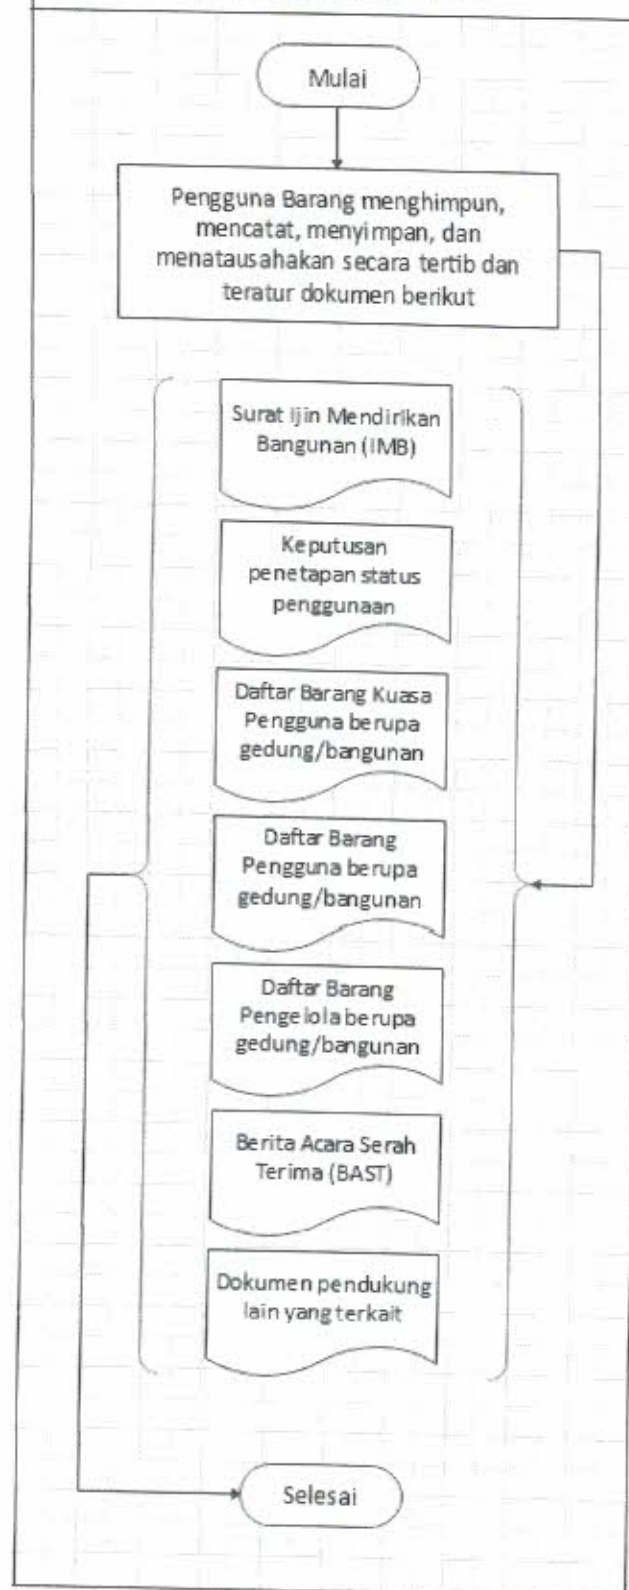 Mulai
Pengguna Barang menghimpun,
mencatat, menyimpan, dan
menatausahakan secara tertib dan
teratur dokumen berikut
Surat Ijin Mendirikan
Bangunan (IMB)
Keputusan
penetapan status
penggunaan
Daftar Barang Kuasa
Pengguna berupa
gedung/bangunan
Daftar Barang
Pengguna berupa
gedung/bangunan
Daftar Barang
Pengelola berupa
gedung/bangunan
Berita Acara Serah
Terima (BAST)
Dokumen pendukung
lain yang terkait
Selesai